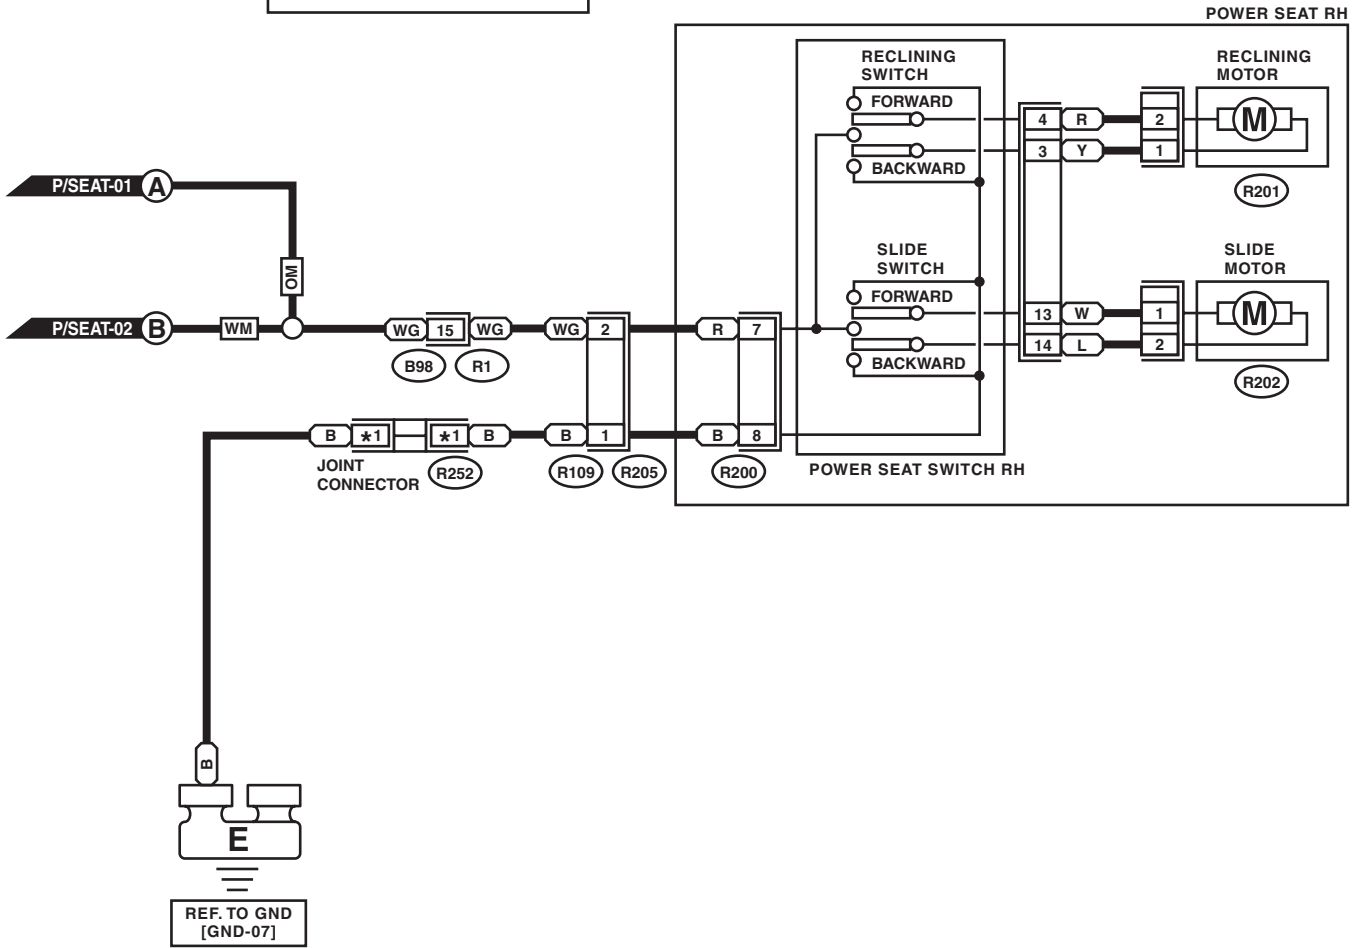 POWER SEAT RH
RECLINING
SWITCH
RECLINING
MOTOR
FORWARD
BACKWARD
4 R 2
3 Y 1
M
R201
P/SEAT-01 A
OM
SLIDE
SWITCH
SLIDE
MOTOR
FORWARD
BACKWARD
13 W 1
14 L 2
M
R202
P/SEAT-02 B WM WG 15 WG WG 2 R 7
B98 R1
B *1 *1 B B 1 B 8
JOINT
CONNECTOR
R252 R109 R205 R200
POWER SEAT SWITCH RH
B
E
REF. TO GND
[GND-07]